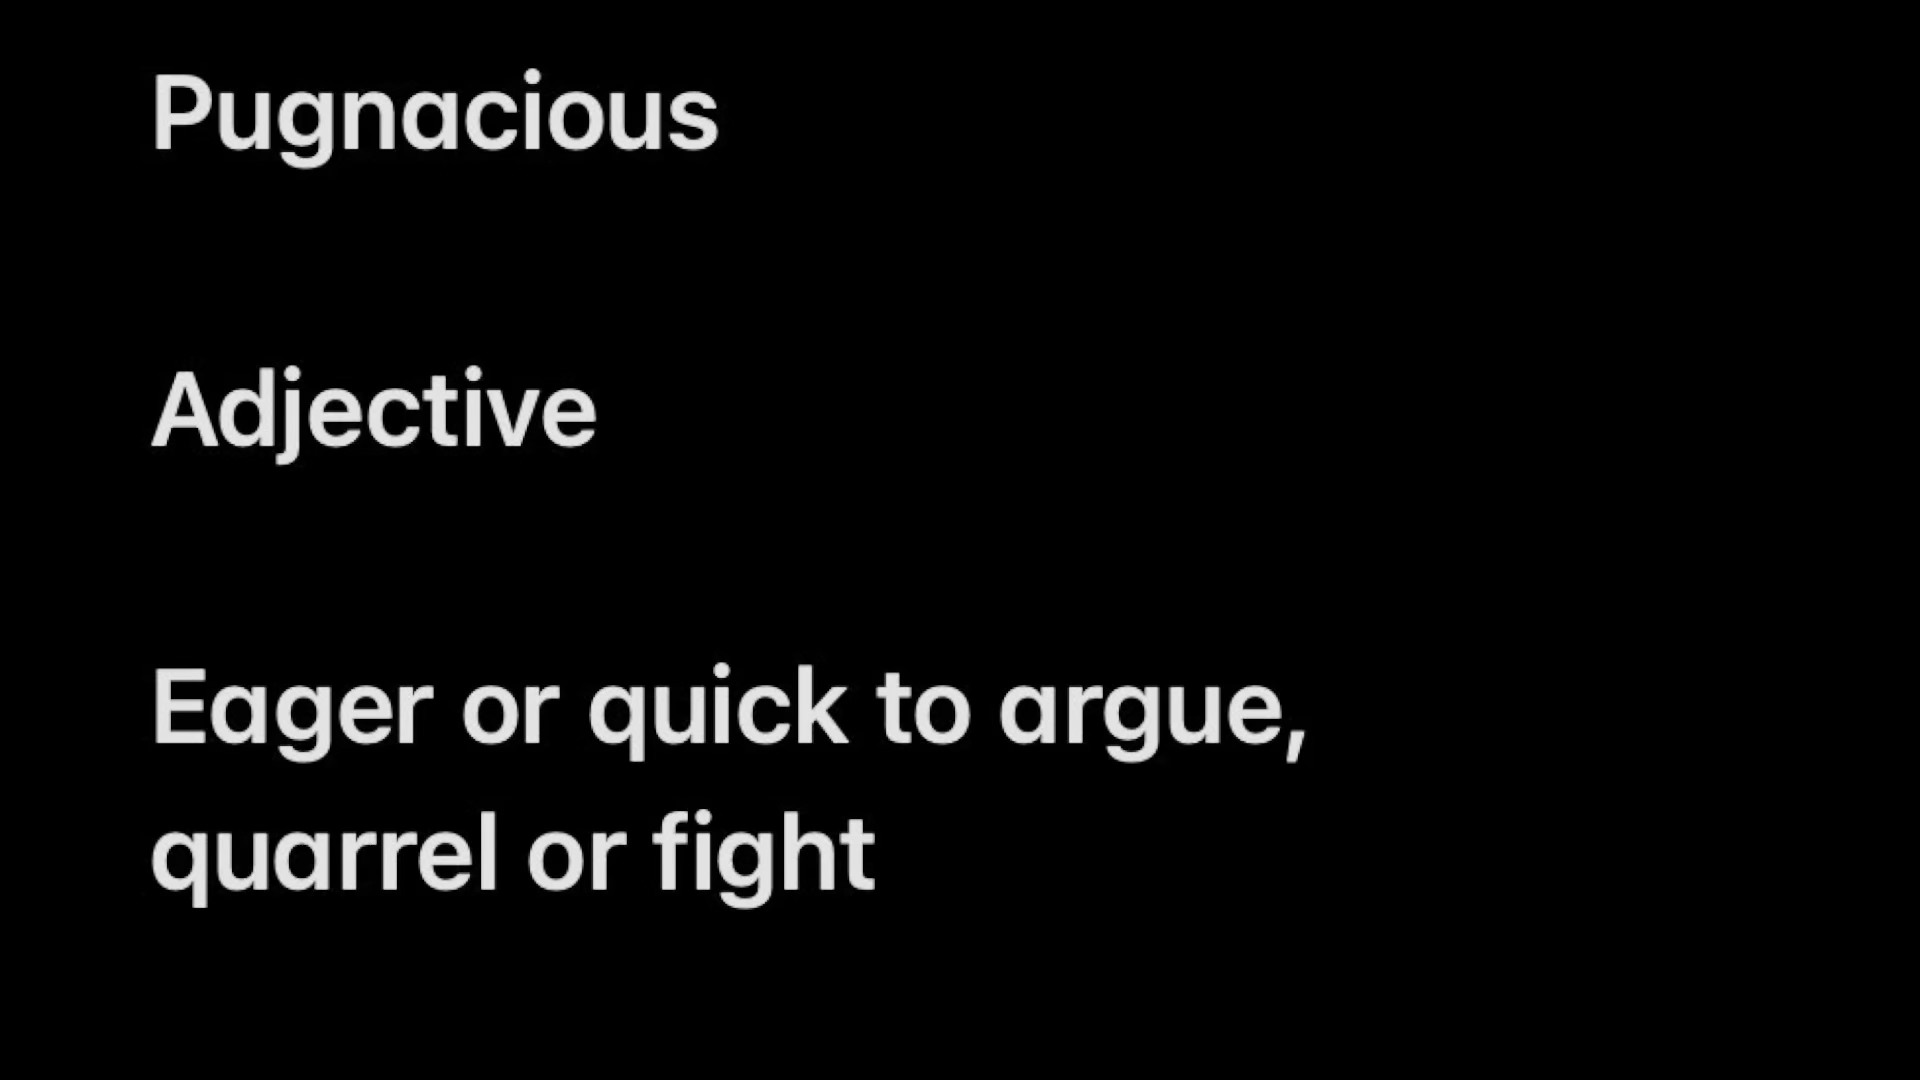 Pugnacious
Adjective
Eager or quick to argue,
quarrel or fight